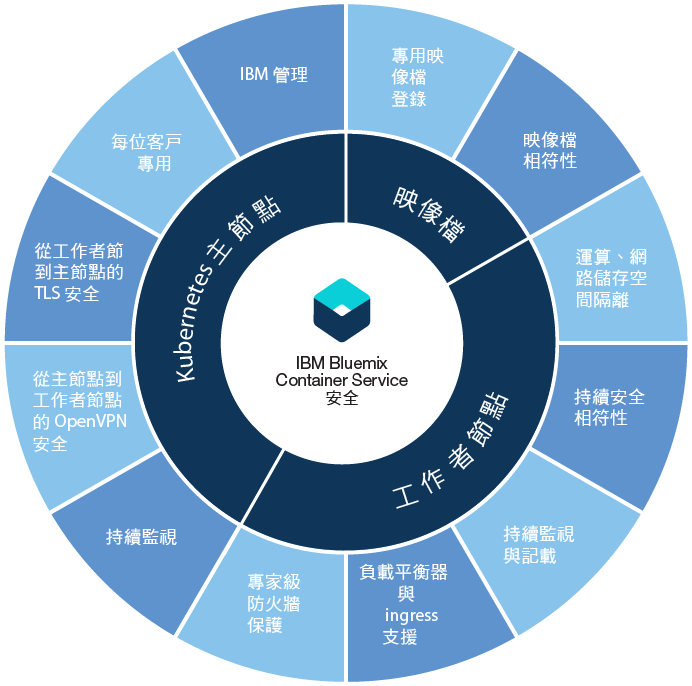 IBM 管理
專用映
像檔
登錄
映像檔
相符性
運算、網
路儲存空
間隔離
持續安全
相符性
持續監視
與記載
負載平衡器
與
ingress
支援
專家級
防火牆
保護
持續監視
從主節點到
工作者節點
的 OpenVPN
安全
從工作者節
到主節點的
TLS 安全
每位客戶
專用
Kubernetes 主節點
映像檔
工作者節點
IBM Bluemix
Container Service
安全